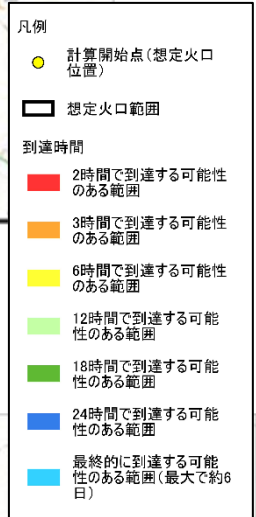 凡例
計算開始点(想定火口
位置)
想定火口範囲
到達時間
2時間で到達する可能性
のある範囲
3時間で到達する可能性
のある範囲
6時間で到達する可能性
のある範囲
12時間で到達する可能
性のある範囲
18時間で到達する可能
性のある範囲
24時間で到達する可能
性のある範囲
最終的に到達する可能
性のある範囲(最大で約6
日)